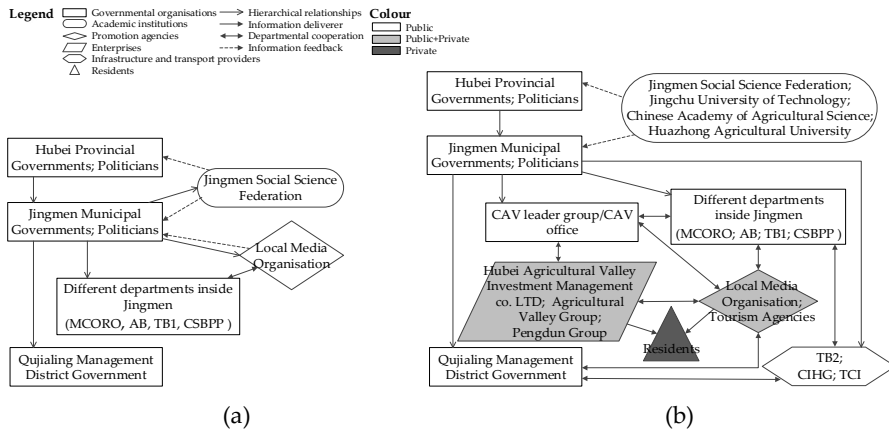 Legend
Governmental organisations
Academic institutions
Promotion agencies
Enterprises
Infrastructure and transport providers
Residents
Hierarchical relationships
Information deliverer
Departmental cooperation
Information feedback
Colour
Public
Public+Private
Private
Hubei Provincial
Governments; Politicians
Jingmen Social Science
Federation
Jingmen Municipal
Governments; Politicians
Local Media
Organisation
Different departments inside
Jingmen
(MCORO, AB, TB1, CSBPP )
Qujialing Management
District Government
(a)
Hubei Provincial
Governments; Politicians
Jingmen Social Science Federation;
Jingchu University of Technology;
Chinese Academy of Agricultural Science;
Huazhong Agricultural University
Jingmen Municipal
Governments; Politicians
CAV leader group/CAV
office
Different departments
inside Jingmen
(MCORO; AB; TB1; CSBPP )
Hubei Agricultural Valley
Investment Management
co. LTD; Agricultural
Valley Group;
Pengdun Group
Local Media
Organisation;
Tourism Agencies
Residents
Qujialing Management
District Government
TB2;
CIHG; TCI
(b)